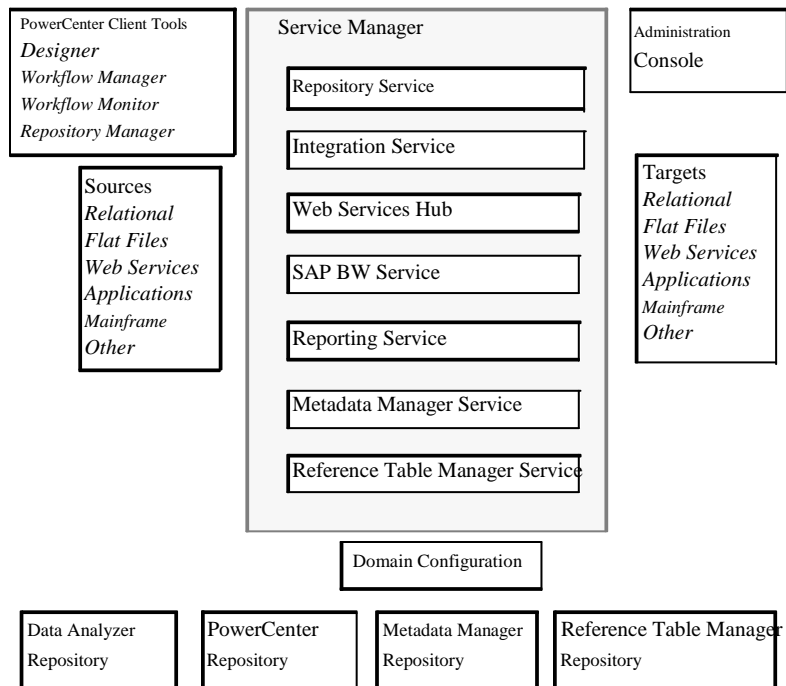 PowerCenter Client Tools
Designer
Workflow Manager
Workflow Monitor
Repository Manager
Service Manager
Repository Service
Integration Service
Web Services Hub
SAP BW Service
Reporting Service
Metadata Manager Service
Reference Table Manager Service
Administration
Console
Sources
Relational
Flat Files
Web Services
Applications
Mainframe
Other
Targets
Relational
Flat Files
Web Services
Applications
Mainframe
Other
Domain Configuration
Data Analyzer
Repository
PowerCenter
Repository
Metadata Manager
Repository
Reference Table Manager
Repository